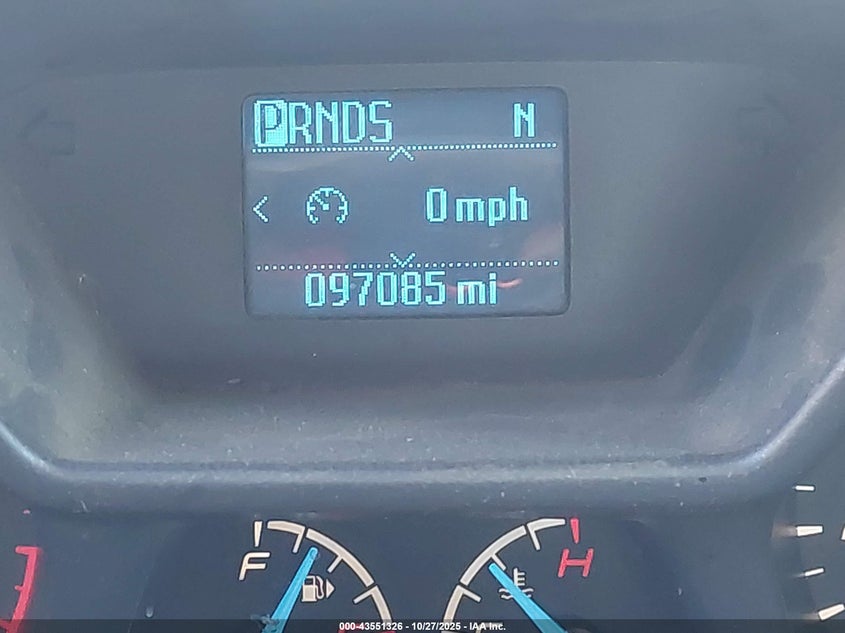 PRNDS N
0 mph
097085 mi
F H
000-43551326 - 10/27/2025 - IAA Inc.